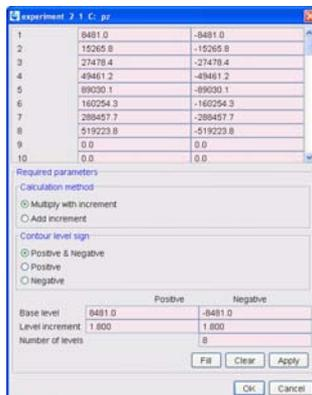 experiment 2 1 C: pz
1 8481.0 -8481.0
2 15265.8 -15265.8
3 27478.4 -27478.4
4 49461.2 -49461.2
5 89030.1 -89030.1
6 160254.3 -160254.3
7 288457.7 -288457.7
8 519223.8 -519223.8
9 0.0 0.0
10 0.0 0.0
Required parameters
Calculation method
Multiply with increment
Add increment
Contour level sign
Positive & Negative
Positive
Negative
Positive Negative
Base level 8481.0 -8481.0
Level increment 1.800 1.800
Number of levels 8
Fill Clear Apply
OK Cancel